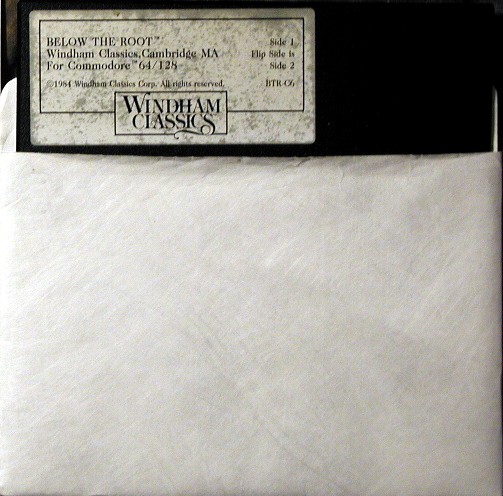 BELOW THE ROOT™
Windham Classics, Cambridge MA
For Commodore™ 64/128
©1984 Windham Classics Corp. All rights reserved.
Side 1
Flip Side is
Side 2
BTR-C6
WINDHAM
CLASSICS